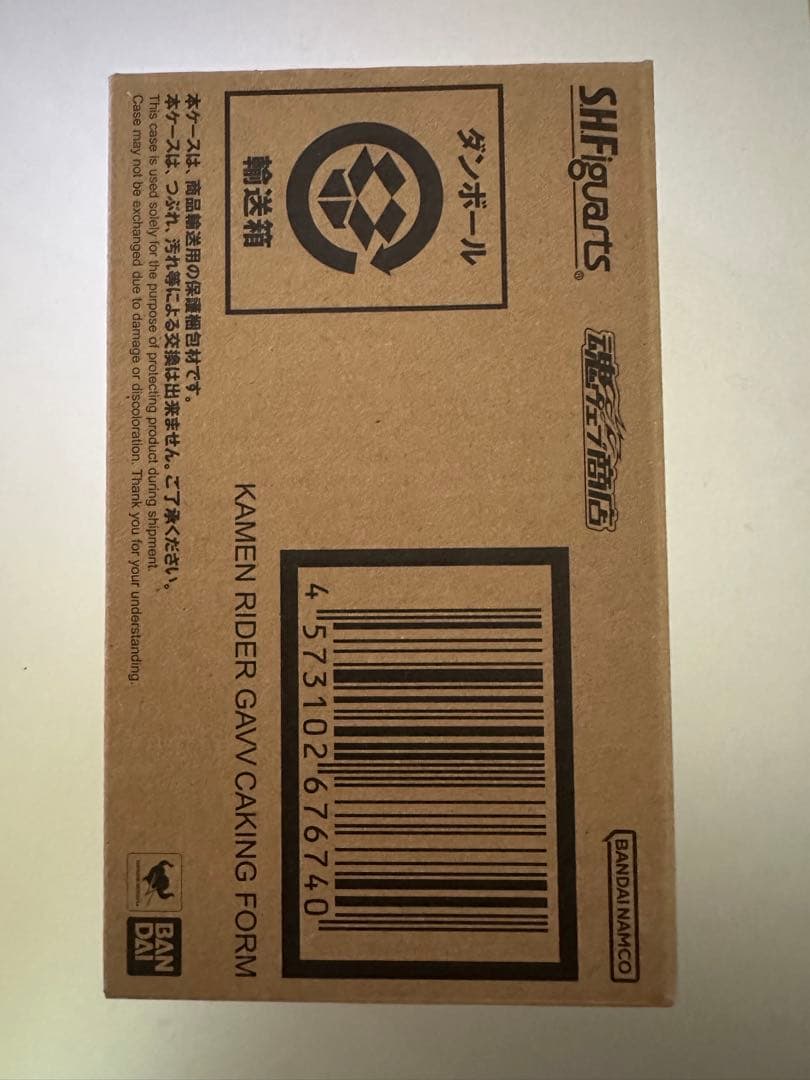 S.H.Figuarts®
魂ウェブ商店
BANDAI NAMCO
ダンボール
輸送箱
4 573102 676740
KAMEN RIDER GAVV CAKING FORM
本ケースは、商品輸送用の保護梱包材です。
本ケースは、つぶれ、汚れ等による交換は出来ません。ご了承ください。
This case is used solely for the purpose of protecting product during shipment.
Case may not be exchanged due to damage or discoloration. Thank you for your understanding.
BAN
DAI